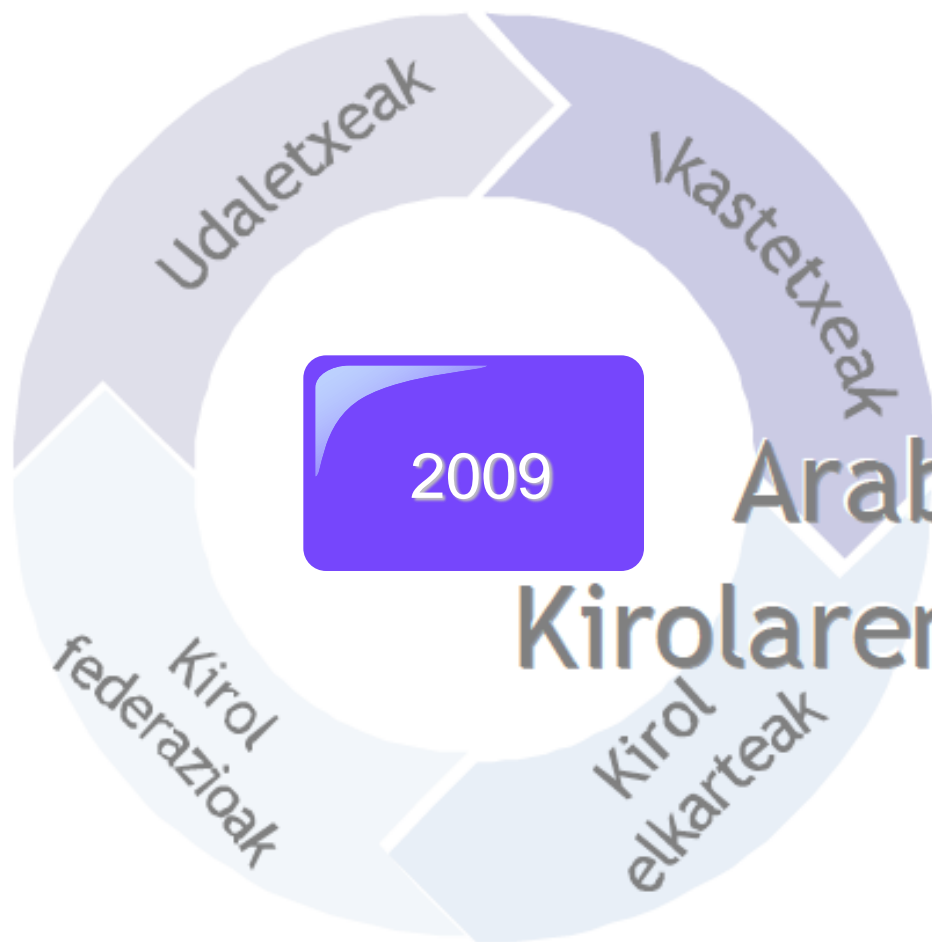 Udaletxeak
Ikastetxeak
2009
Arab
Kirolaren
Kirol
federazioak
Kirol
elkarteak